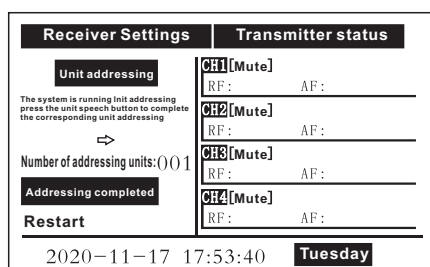 Receiver Settings
Transmitter status
Unit addressing
The system is running Init addressing
press the unit speech button to complete
the corresponding unit addressing
Number of addressing units:001
Addressing completed
Restart
CH1[Mute]
RF: AF:
CH2[Mute]
RF: AF:
CH3[Mute]
RF: AF:
CH4[Mute]
RF: AF:
2020-11-17 17:53:40 Tuesday